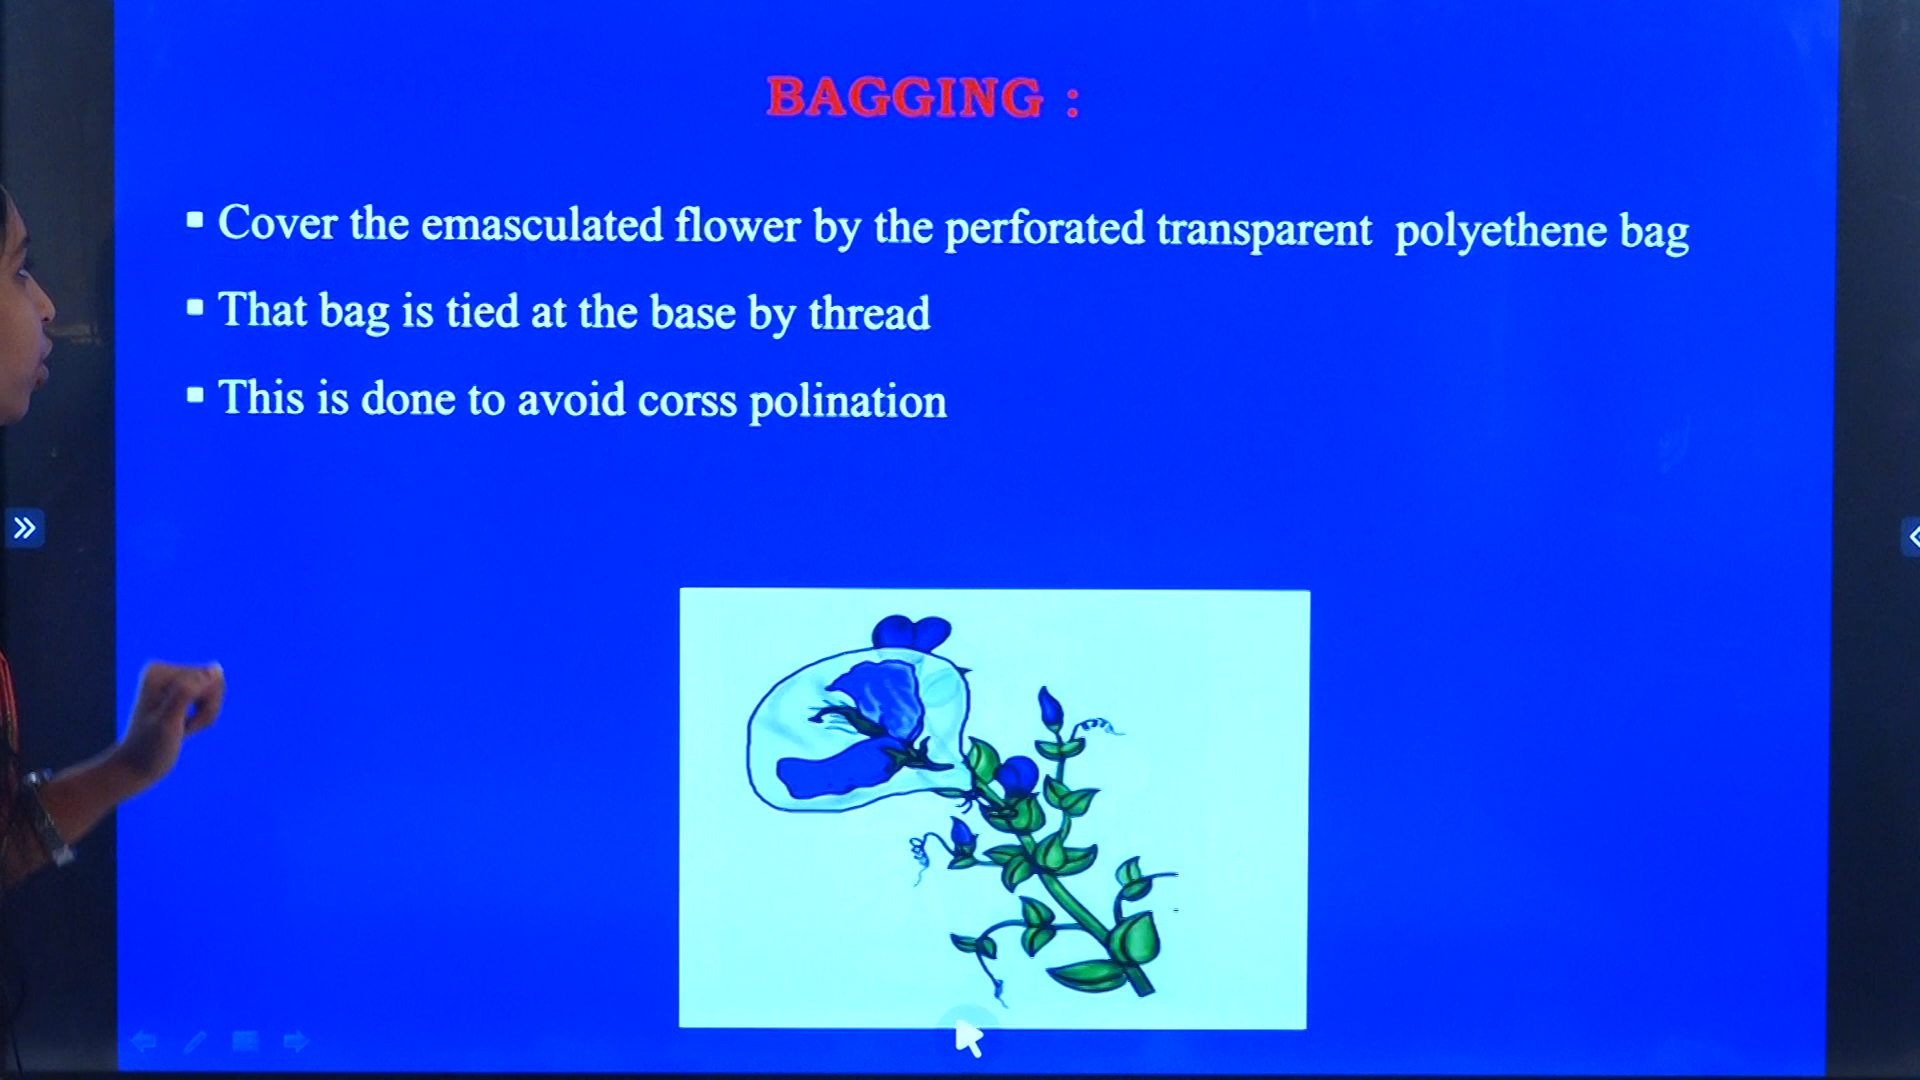 BAGGING :
▪ Cover the emasculated flower by the perforated transparent polyethene bag
▪ That bag is tied at the base by thread
▪ This is done to avoid corss polination